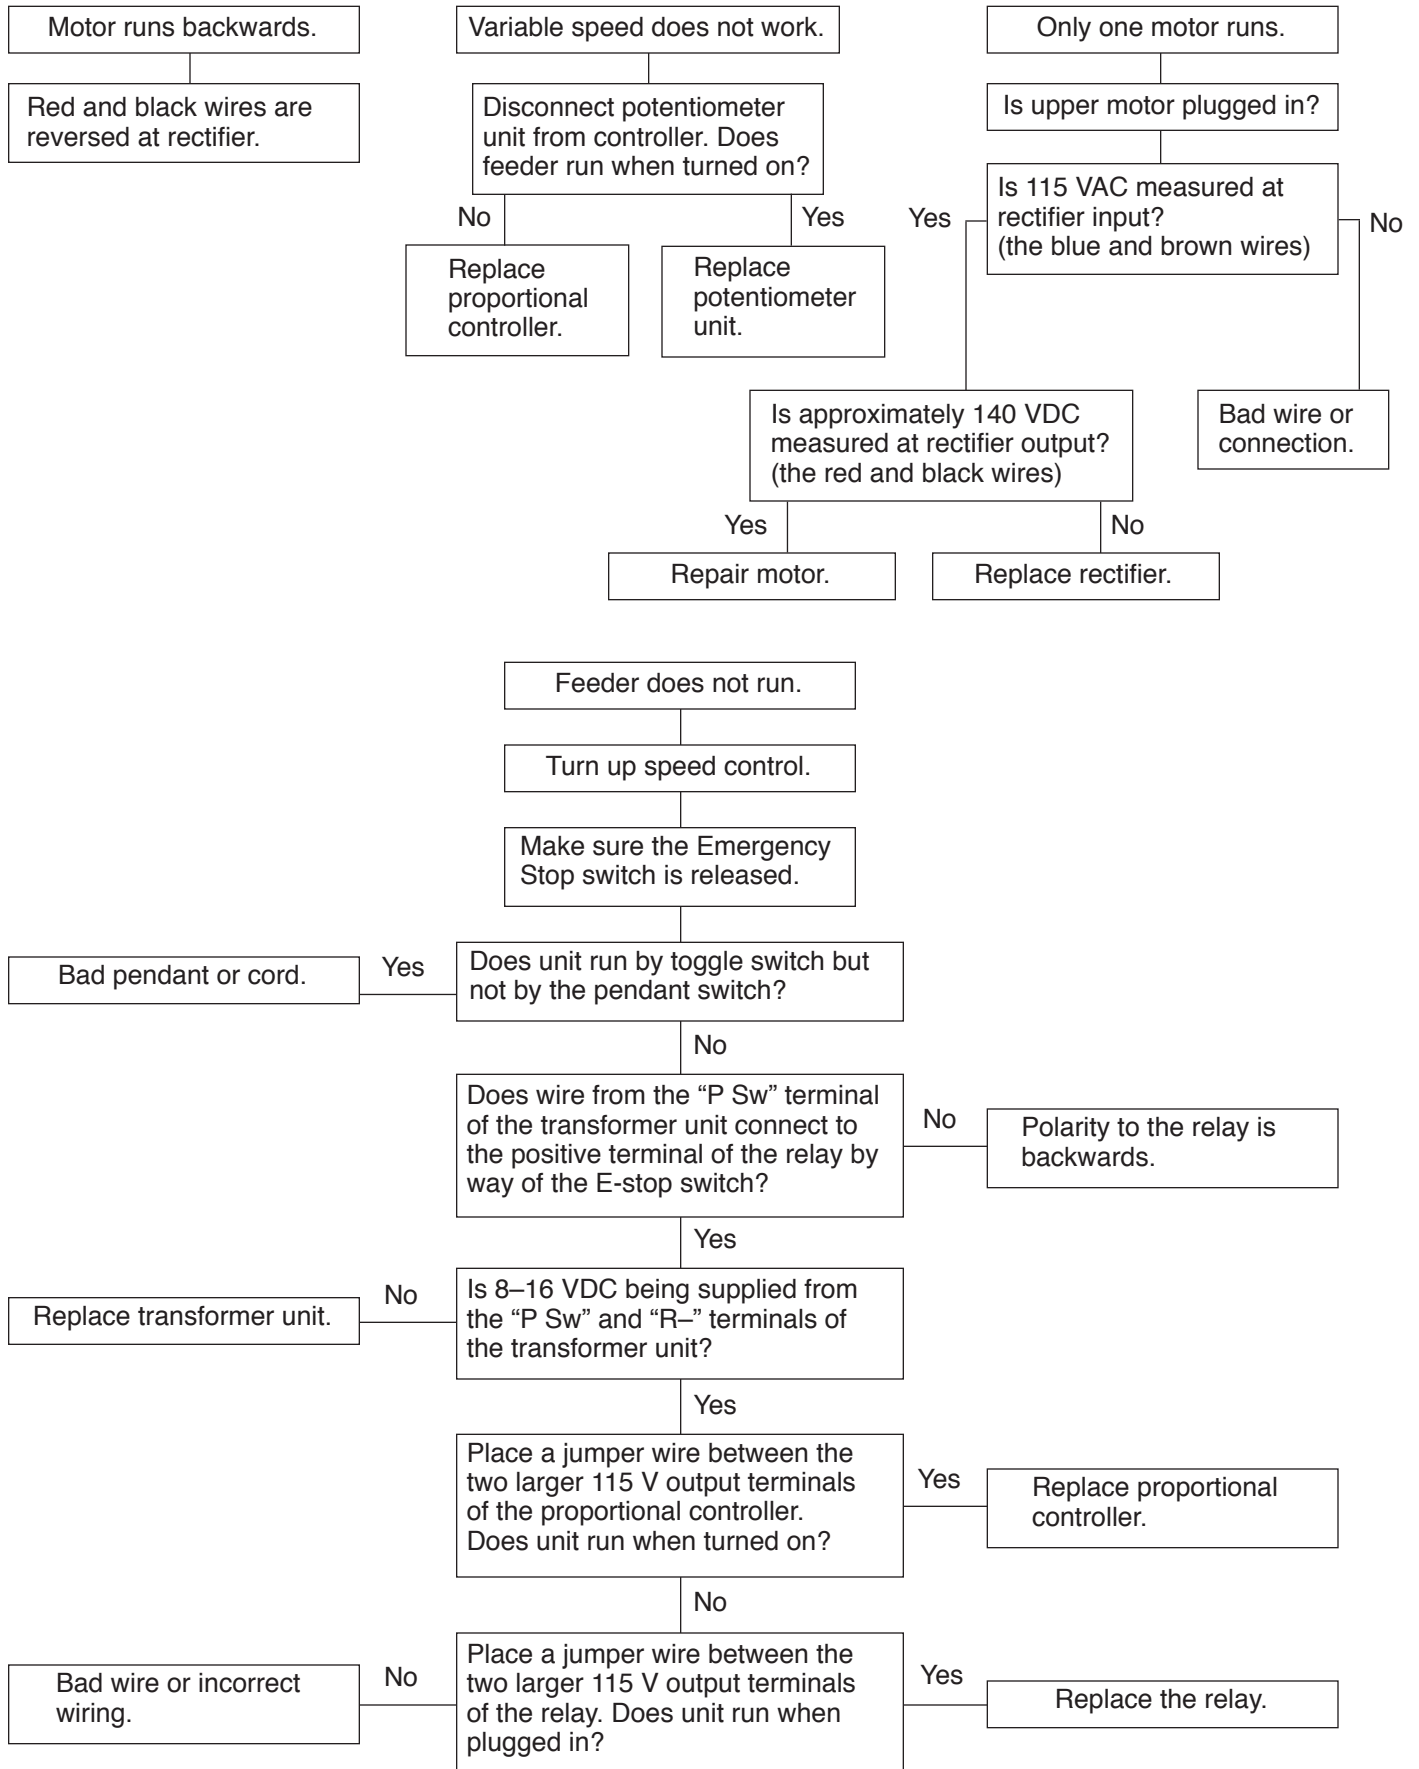 Motor runs backwards.
Red and black wires are
reversed at rectifier.
Variable speed does not work.
Disconnect potentiometer
unit from controller. Does
feeder run when turned on?
No
Yes
Replace
proportional
controller.
Replace
potentiometer
unit.
Only one motor runs.
Is upper motor plugged in?
Is 115 VAC measured at
rectifier input?
(the blue and brown wires)
Yes
No
Is approximately 140 VDC
measured at rectifier output?
(the red and black wires)
Bad wire or
connection.
Yes
No
Repair motor.
Replace rectifier.
Feeder does not run.
Turn up speed control.
Make sure the Emergency
Stop switch is released.
Does unit run by toggle switch but
not by the pendant switch?
Yes
Bad pendant or cord.
No
Does wire from the “P Sw” terminal
of the transformer unit connect to
the positive terminal of the relay by
way of the E-stop switch?
No
Polarity to the relay is
backwards.
Yes
Is 8–16 VDC being supplied from
the “P Sw” and “R–” terminals of
the transformer unit?
No
Replace transformer unit.
Yes
Place a jumper wire between the
two larger 115 V output terminals
of the proportional controller.
Does unit run when turned on?
Yes
Replace proportional
controller.
No
Place a jumper wire between the
two larger 115 V output terminals
of the relay. Does unit run when
plugged in?
No
Bad wire or incorrect
wiring.
Yes
Replace the relay.